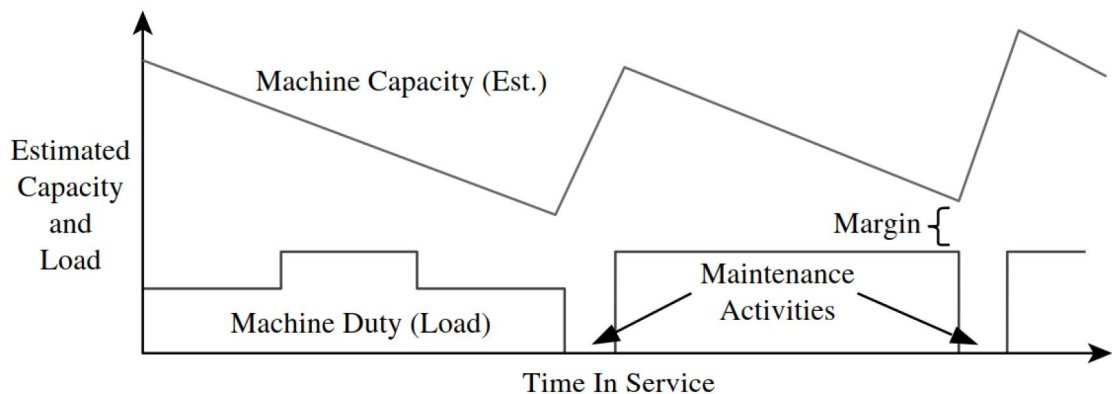 Machine Capacity (Est.)
Estimated
Capacity
and
Load
Margin
Maintenance
Activities
Machine Duty (Load)
Time In Service